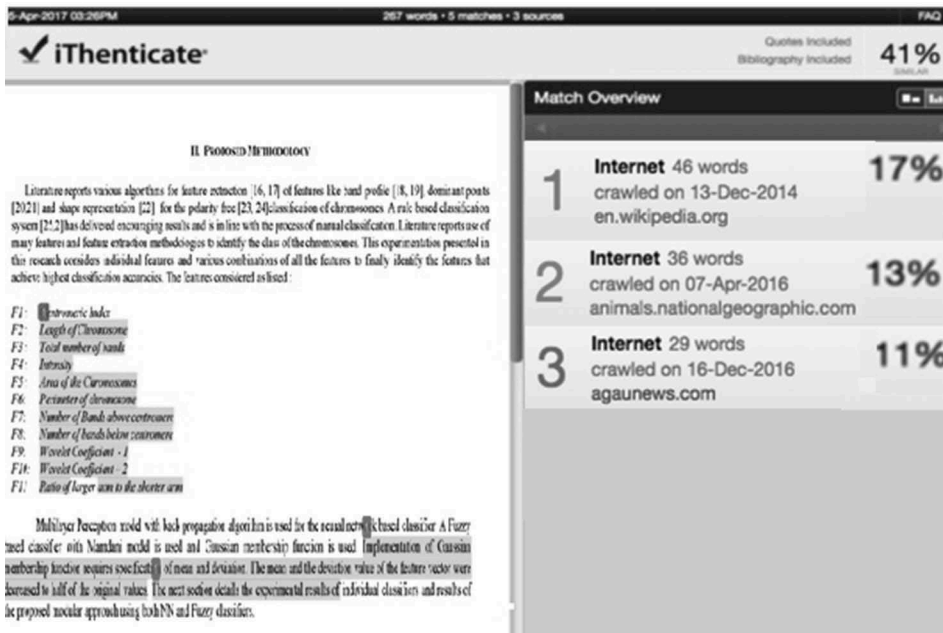 5-Apr-2017 03:26PM
267 words • 5 matches • 3 sources
FAQ
iThenticate
Quotes Included
Bibliography Included
41%
SIMILAR
Match Overview
II. PROPOSED METHODOLOGY
Literature reports various algorithms for feature extraction [16, 17] of features like band profile [18, 19], dominant points
[20,21] and shape representation [22] for the polarity free [23, 24]classification of chromosomes. A rule based classification
system [25,2]has delivered encouraging results and is in line with the process of manual classification. Literature reports use of
many features and feature extraction methodologies to identify the class of the chromosomes. This experimentation presented in
this research considers individual features and various combinations of all the features to finally identify the features that
achieve highest classification accuracies. The features considered as listed :
F1: Centromeric Index
F2: Length of Chromosome
F3: Total number of bands
F4: Intensity
F5: Area of the Chromosomes
F6: Perimeter of chromosome
F7: Number of Bands above centromere
F8: Number of bands below centromere
F9: Wavelet Coefficient - 1
F10: Wavelet Coefficient - 2
F11: Ratio of larger arm to the shorter arm
Multilayer Perception model with back propagation algorithm is used for the neural network based classifier. A Fuzzy
based classifier with Mamdani model is used and Gaussian membership function is used. Implementation of Gaussian
membership function requires specification of mean and deviation. The mean and the deviation value of the feature vector were
decreased to half of the original values. The next section details the experimental results of individual classifiers and results of
the proposed modular approach using both NN and Fuzzy classifiers.
1
Internet 46 words
crawled on 13-Dec-2014
en.wikipedia.org
17%
2
Internet 36 words
crawled on 07-Apr-2016
animals.nationalgeographic.com
13%
3
Internet 29 words
crawled on 16-Dec-2016
agaunews.com
11%